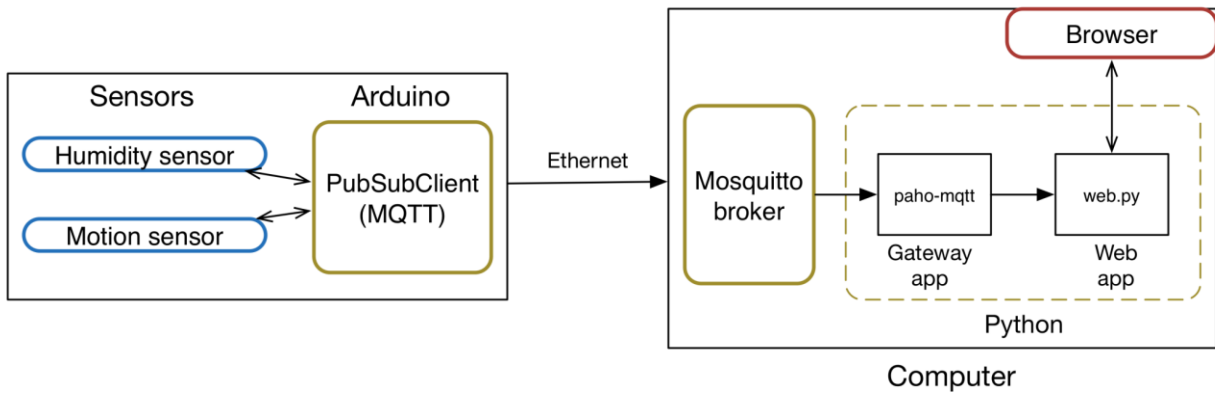 Sensors
Arduino
Humidity sensor
Motion sensor
PubSubClient
(MQTT)
Ethernet
Browser
Mosquitto
broker
paho-mqtt
Gateway
app
web.py
Web
app
Python
Computer